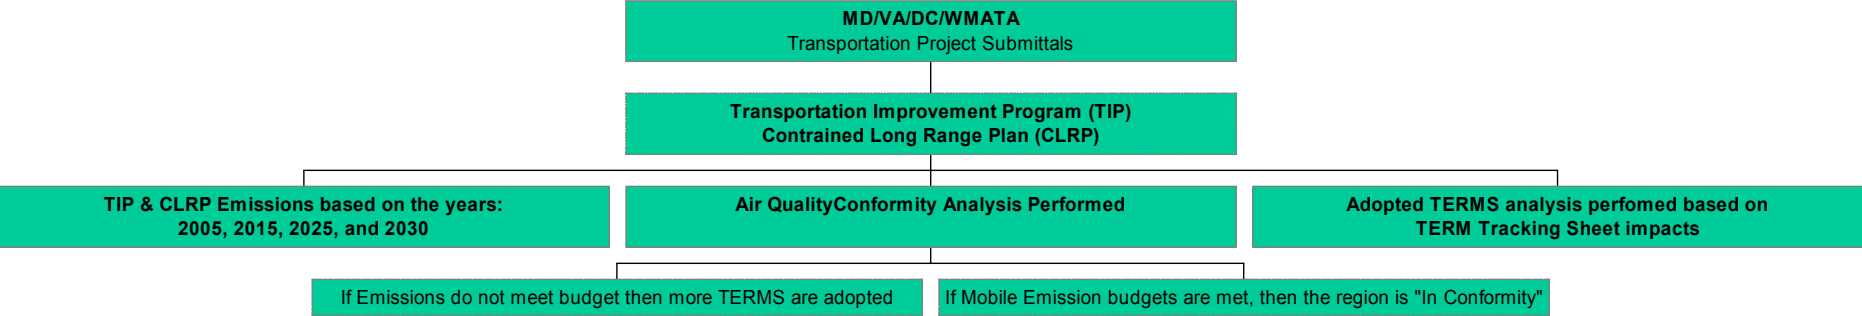 MD/VA/DC/WMATA
Transportation Project Submittals
Transportation Improvement Program (TIP)
Contrained Long Range Plan (CLRP)
TIP & CLRP Emissions based on the years:
2005, 2015, 2025, and 2030
Air QualityConformity Analysis Performed
Adopted TERMS analysis perfomed based on
TERM Tracking Sheet impacts
If Emissions do not meet budget then more TERMS are adopted
If Mobile Emission budgets are met, then the region is "In Conformity"